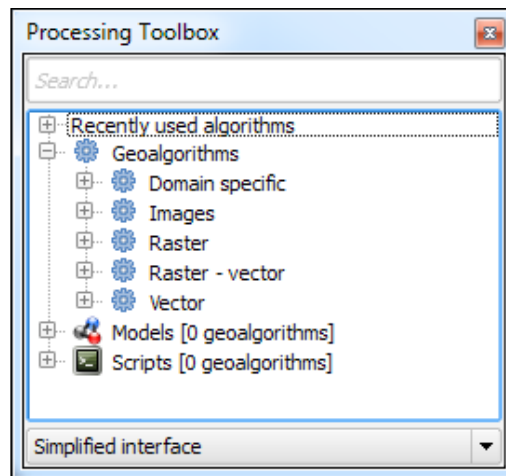 Processing Toolbox
Search...
Recently used algorithms
Geoalgorithms
Domain specific
Images
Raster
Raster - vector
Vector
Models [0 geoalgorithms]
Scripts [0 geoalgorithms]
Simplified interface